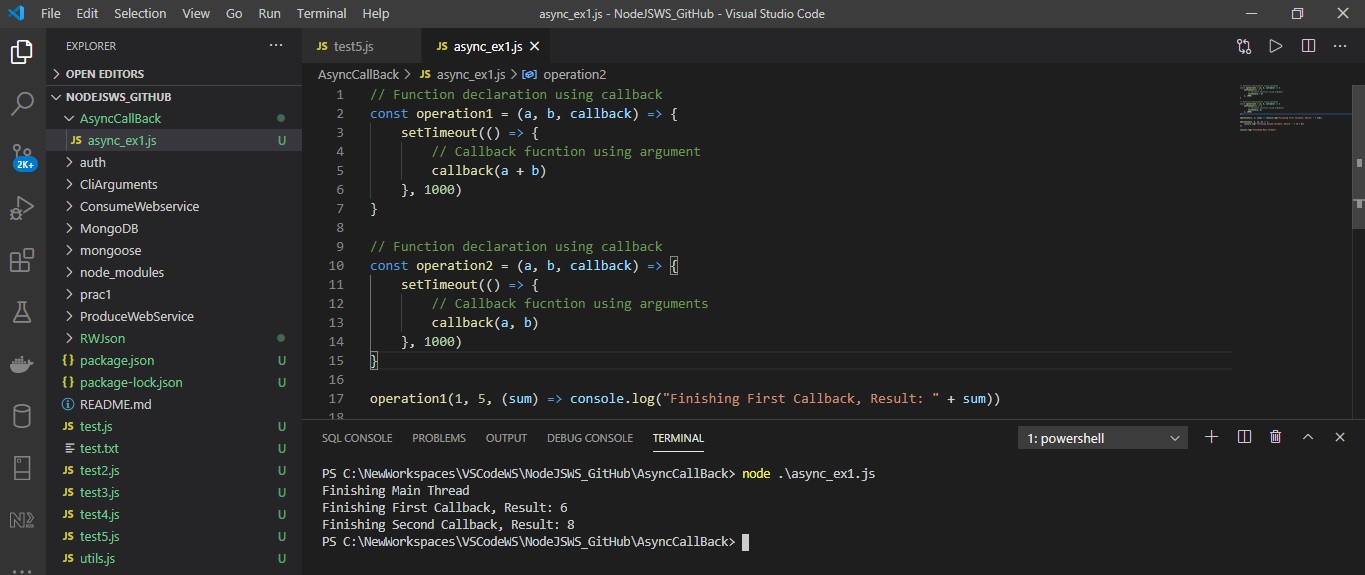 File Edit Selection View Go Run Terminal Help async_ex1.js - NodeJSWS_GitHub - Visual Studio Code
EXPLORER
OPEN EDITORS
NODEJSWS_GITHUB
AsyncCallBack
JS async_ex1.js U
auth
CliArguments
ConsumeWebservice
MongoDB
mongoose
node_modules
prac1
ProduceWebService
RWJson
{} package.json U
{} package-lock.json U
README.md
JS test.js U
test.txt U
JS test2.js U
JS test3.js U
JS test4.js U
JS test5.js U
JS utils.js U
2K+
JS test5.js JS async_ex1.js
AsyncCallBack > JS async_ex1.js > operation2
1 // Function declaration using callback
2 const operation1 = (a, b, callback) => {
3 setTimeout(() => {
4 // Callback fucntion using argument
5 callback(a + b)
6 }, 1000)
7 }
8
9 // Function declaration using callback
10 const operation2 = (a, b, callback) => {
11 setTimeout(() => {
12 // Callback fucntion using arguments
13 callback(a, b)
14 }, 1000)
15 }
16
17 operation1(1, 5, (sum) => console.log("Finishing First Callback, Result: " + sum))
18
SQL CONSOLE PROBLEMS OUTPUT DEBUG CONSOLE TERMINAL 1: powershell
PS C:\NewWorkspaces\VSCodeWS\NodeJSWS_GitHub\AsyncCallBack> node .\async_ex1.js
Finishing Main Thread
Finishing First Callback, Result: 6
Finishing Second Callback, Result: 8
PS C:\NewWorkspaces\VSCodeWS\NodeJSWS_GitHub\AsyncCallBack>